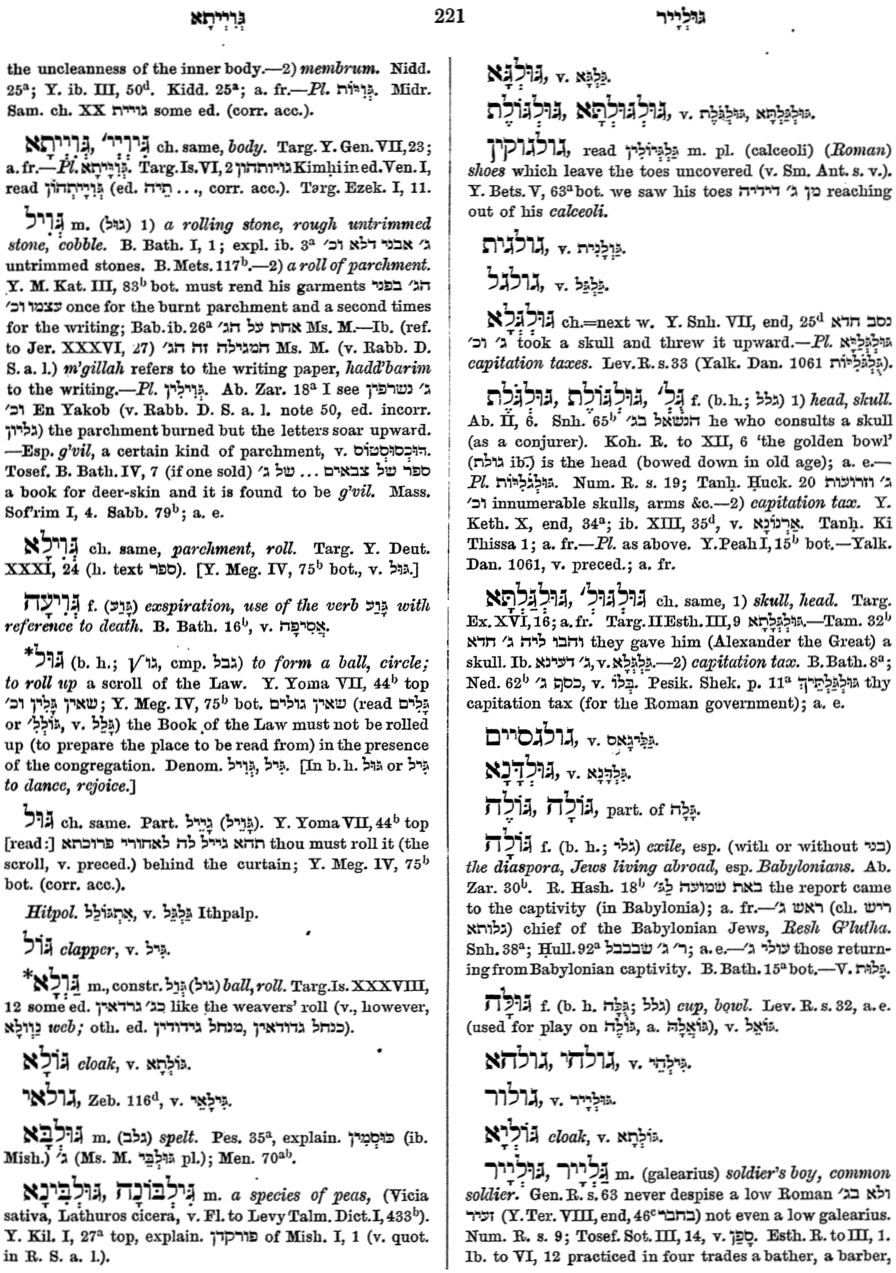 גְּוִיְּיתָא 221 גּוּלְיָיר
the uncleanness of the inner body.—2) membrum. Nidd.
25ª; Y. ib. III, 50ᵈ. Kidd. 25ª; a. fr.—Pl. גְּוִיּוֹת. Midr.
Sam. ch. XX גווייות some ed. (corr. acc.).
גְּוִיְּיתָא, גְּוִיְי׳ ch. same, body. Targ. Y. Gen. VII, 23;
a. fr.—Pl. גְּוִיָּיתָא. Targ. Is. VI, 2 גויותהון Kimhi in ed. Ven. I,
read גְּוִיָּיתְהוֹן (ed. תֵיה ..., corr. acc.). Targ. Ezek. I, 11.
גְּוִיל m. (גול) 1) a rolling stone, rough untrimmed
stone, cobble. B. Bath. I, 1; expl. ib. 3ª ג׳ אבני דלא וכ׳
untrimmed stones. B. Mets. 117ᵇ.—2) a roll of parchment.
Y. M. Kat. III, 83ᵇ bot. must rend his garments הג׳ בפני
עצמו וכ׳ once for the burnt parchment and a second times
for the writing; Bab. ib. 26ª אחת על הג׳ Ms. M.—Ib. (ref.
to Jer. XXXVI, 27) המגילה זה הג׳ Ms. M. (v. Rabb. D.
S. a. l.) m'gillah refers to the writing paper, hadd'barim
to the writing.—Pl. גְּוִילִין. Ab. Zar. 18ª I see ג׳ נשרפין
וכ׳ En Yakob (v. Rabb. D. S. a. l. note 50, ed. incorr.
גליון) the parchment burned but the letters soar upward.
—Esp. g'vil, a certain kind of parchment, v. דּוּכְסוּסְטוֹס.
Tosef. B. Bath. IV, 7 (if one sold) ספר של צבאים ... של ג׳
a book for deer-skin and it is found to be g'vil. Mass.
Sof'rim I, 4. Sabb. 79ᵇ; a. e.
גְּוִילָא ch. same, parchment, roll. Targ. Y. Deut.
XXXI, 24 (h. text ספר). [Y. Meg. IV, 75ᵇ bot., v. גּוּל.]
גְּוִיעָה f. (גָּוַע) exspiration, use of the verb גָּוַע with
reference to death. B. Bath. 16ᵇ, v. אֲסִיפָה.
גּוּל* (b. h.; √גו, cmp. גבל) to form a ball, circle;
to roll up a scroll of the Law. Y. Yoma VII, 44ᵇ top
שאין גָּלִין וכ׳; Y. Meg. IV, 75ᵇ bot. שאין גולים (read גָּלִים
or גּוֹלְלִ׳, v. גָּלַל) the Book of the Law must not be rolled
up (to prepare the place to be read from) in the presence
of the congregation. Denom. גְּוִיל, גִּיל. [In b. h. גּוּל or גִּיל
to dance, rejoice.]
גּוּל ch. same. Part. גָּיֵיל (גָּוֵיל). Y. Yoma VII, 44ᵇ top
[read:] תהא גייל לה לאחורי פרוכתא thou must roll it (the
scroll, v. preced.) behind the curtain; Y. Meg. IV, 75ᵇ
bot. (corr. acc.).
Hitpol. אִתְגּוֹלֵל, v. גַּלְגֵּל Ithpalp.
גּוֹל clapper, v. גִּיל.
גַּוְלָא* m., constr. גְּוַל (גול) ball, roll. Targ. Is. XXXVIII,
12 some ed. כג׳ גרדאין like the weavers' roll (v., however,
נַוְולָא web; oth. ed. כנחל גדודאין, מנחל גידודין).
גּוֹלָא cloak, v. גּוֹלְתָא.
גולאי, Zeb. 116ᵈ, v. גִּילָאֵי.
גּוּלְבָּא m. (גלב) spelt. Pes. 35ª, explain. כּוּסְמִין (ib.
Mish.) ג׳ (Ms. M. גּוּלְבֵּי pl.); Men. 70ªᵇ.
גִּילְבּוֹנָה, גּוּלְבִּינָא m. a species of peas, (Vicia
sativa, Lathuros cicera, v. Fl. to Levy Talm. Dict. I, 433ᵇ).
Y. Kil. I, 27ª top, explain. פורקדן of Mish. I, 1 (v. quot.
in R. S. a. l.).
גּוּלְגָּא, v. גַּלְגָּא.
גּוּלְגּוּלְתָּא, גּוּלְגּוֹלֶת, v. גּוּלְגַּלְתָּא, גּוּלְגֹּלֶת.
גולגוקין, read גַּלְגִּוֹלִין m. pl. (calceoli) (Roman)
shoes which leave the toes uncovered (v. Sm. Ant. s. v.).
Y. Bets. V, 63ª bot. we saw his toes מן ג׳ דידיה reaching
out of his calceoli.
גולגית, v. גַּוְלָנִית.
גולגל, v. גַּלְגַּל.
גּוּלְגְּלָא ch.=next w. Y. Snh. VII, end, 25ᵈ נסב חדא
ג׳ וכ׳ took a skull and threw it upward.—Pl. גּוּלְגְּלַיָּא
capitation taxes. Lev. R. s. 33 (Yalk. Dan. 1061 גֻּלְגְּלִיּוֹת).
גּוּלְגֹּלֶת, גּוּלְגּוֹלֶת, גֻּלְ׳ f. (b. h.; גלל) 1) head, skull.
Ab. II, 6. Snh. 65ᵇ הנשאל בג׳ he who consults a skull
(as a conjurer). Koh. R. to XII, 6 'the golden bowl'
(גולת ib.) is the head (bowed down in old age); a. e.—
Pl. גּוּלְגְּלִיּוֹת. Num. R. s. 19; Tanḥ. Ḥuck. 20 ג׳ וזרועות
וכ׳ innumerable skulls, arms &c.—2) capitation tax. Y.
Keth. X, end, 34ª; ib. XIII, 35ᵈ, v. אַרְנוֹנָא. Tanḥ. Ki
Thissa 1; a. fr.—Pl. as above. Y. Peah I, 15ᵇ bot.—Yalk.
Dan. 1061, v. preced.; a. fr.
גּוּלְגַּלְתָּא, גּוּלְגּוּל׳ ch. same, 1) skull, head. Targ.
Ex. XVI, 16; a. fr. Targ. II Esth. III, 9 גּוּלְגַּלְתָּא.—Tam. 32ᵇ
והבו ליה ג׳ חדא they gave him (Alexander the Great) a
skull. Ib. ג׳ דעינא, v. גַּלְגְּלָא.—2) capitation tax. B. Bath. 8ª;
Ned. 62ᵇ כסף ג׳, v. בְּלוֹ. Pesik. Shek. p. 11ª גּוּלְגַּלְתֵּיךְ thy
capitation tax (for the Roman government); a. e.
גולגסיים, v. גַּלְיגָאס.
גּוּלְדָּנָא, v. גִּלְדָּנָא.
גּוֹלָה, גּוֹלֶה, part. of גָּלָה.
גּוֹלָה f. (b. h.; גלי) exile, esp. (with or without בני)
the diaspora, Jews living abroad, esp. Babylonians. Ab.
Zar. 30ᵇ. R. Hash. 18ᵇ באת שמועה לג׳ the report came
to the captivity (in Babylonia); a. fr.—ראש ג׳ (ch. ריש
גלותא) chief of the Babylonian Jews, Resh G'lutha.
Snh. 38ª; Ḥull. 92ª ר׳ ג׳ שבבבל; a. e.—עולי ג׳ those return-
ing from Babylonian captivity. B. Bath. 15ª bot.—V. גָּלוּת.
גּוּלָּה f. (b. h. גֻּלָּה; גלל) cup, bowl. Lev. R. s. 32, a. e.
(used for play on גּוֹלָה, a. גּוֹאֲלָהּ), v. גּוֹאֵל.
גולחי, גולהא, v. גִּילְהֵי.
גולור, v. גּוּלְיָיר.
גּוֹלְיָא cloak, v. גּוֹלְתָא.
גַּלְיָיר, גּוּלְיָיר m. (galearius) soldier's boy, common
soldier. Gen. R. s. 63 never despise a low Roman ולא בג׳
זעיר (Y. Ter. VIII, end, 46ᶜ בחבר) not even a low galearius.
Num. R. s. 9; Tosef. Sot. III, 14, v. סָפַן. Esth. R. to III, 1.
Ib. to VI, 12 practiced in four trades a bather, a barber,